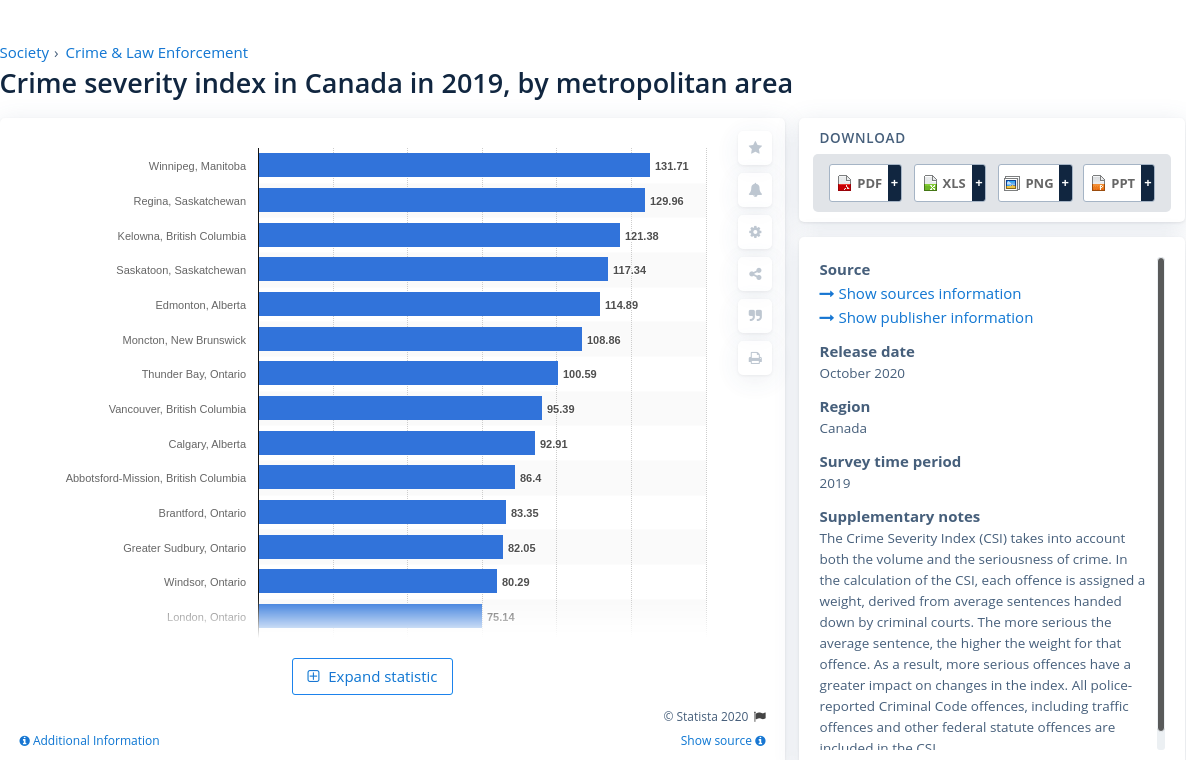 Society › Crime & Law Enforcement
Crime severity index in Canada in 2019, by metropolitan area
Winnipeg, Manitoba 131.71
Regina, Saskatchewan 129.96
Kelowna, British Columbia 121.38
Saskatoon, Saskatchewan 117.34
Edmonton, Alberta 114.89
Moncton, New Brunswick 108.86
Thunder Bay, Ontario 100.59
Vancouver, British Columbia 95.39
Calgary, Alberta 92.91
Abbotsford-Mission, British Columbia 86.4
Brantford, Ontario 83.35
Greater Sudbury, Ontario 82.05
Windsor, Ontario 80.29
London, Ontario 75.14
Expand statistic
© Statista 2020
Additional Information
Show source
DOWNLOAD
PDF + XLS + PNG + PPT +
Source
Show sources information
Show publisher information
Release date
October 2020
Region
Canada
Survey time period
2019
Supplementary notes
The Crime Severity Index (CSI) takes into account
both the volume and the seriousness of crime. In
the calculation of the CSI, each offence is assigned a
weight, derived from average sentences handed
down by criminal courts. The more serious the
average sentence, the higher the weight for that
offence. As a result, more serious offences have a
greater impact on changes in the index. All police-
reported Criminal Code offences, including traffic
offences and other federal statute offences are
included in the CSI.